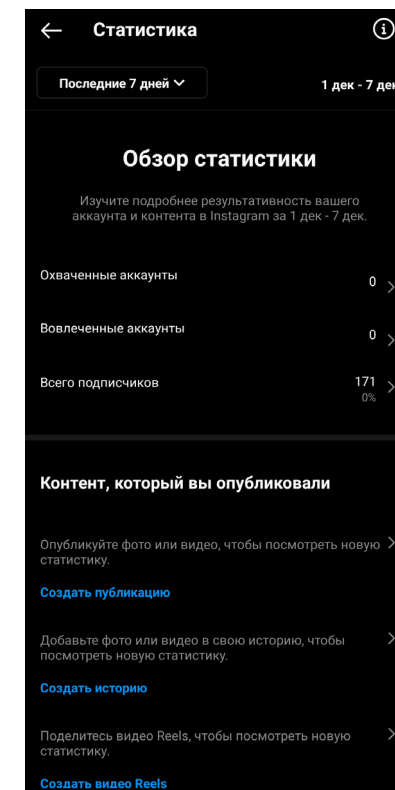 Статистика
Последние 7 дней
1 дек - 7 дек
Обзор статистики
Изучите подробнее результативность вашего
аккаунта и контента в Instagram за 1 дек - 7 дек.
Охваченные аккаунты
0
Вовлеченные аккаунты
0
Всего подписчиков
171
0%
Контент, который вы опубликовали
Опубликуйте фото или видео, чтобы посмотреть новую
статистику.
Создать публикацию
Добавьте фото или видео в свою историю, чтобы
посмотреть новую статистику.
Создать историю
Поделитесь видео Reels, чтобы посмотреть новую
статистику.
Создать видео Reels